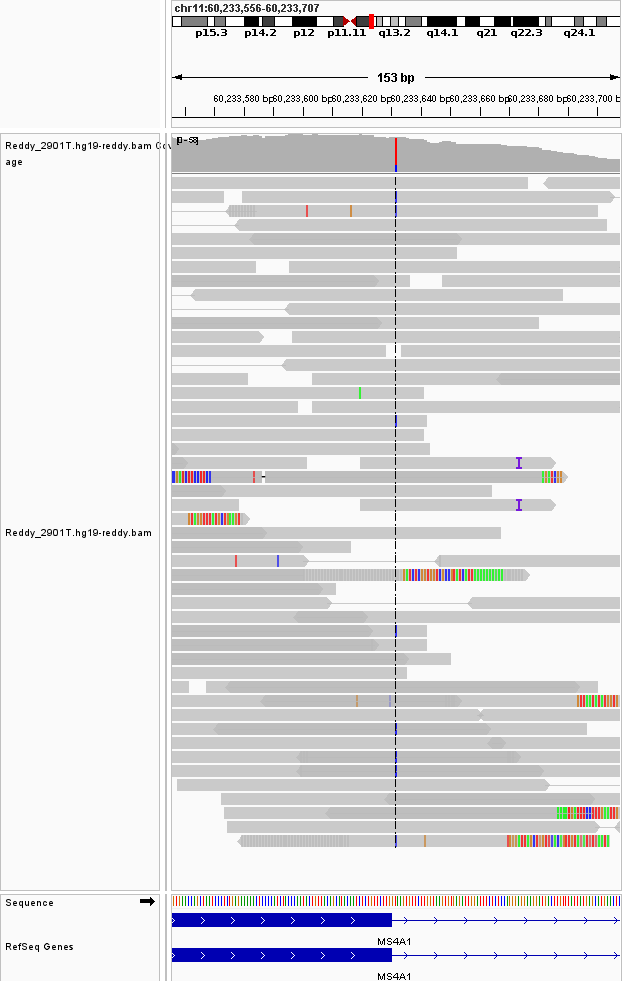 chr11:60,233,556-60,233,707
p15.3 p14.2 p12 p11.11 q13.2 q14.1 q21 q22.3 q24.1
153 bp
60,233,580 bp 60,233,600 bp 60,233,620 bp 60,233,640 bp 60,233,660 bp 60,233,680 bp 60,233,700 b
Reddy_2901T.hg19-reddy.bam Cov
age
Reddy_2901T.hg19-reddy.bam
Sequence
MS4A1
RefSeq Genes
MS4A1